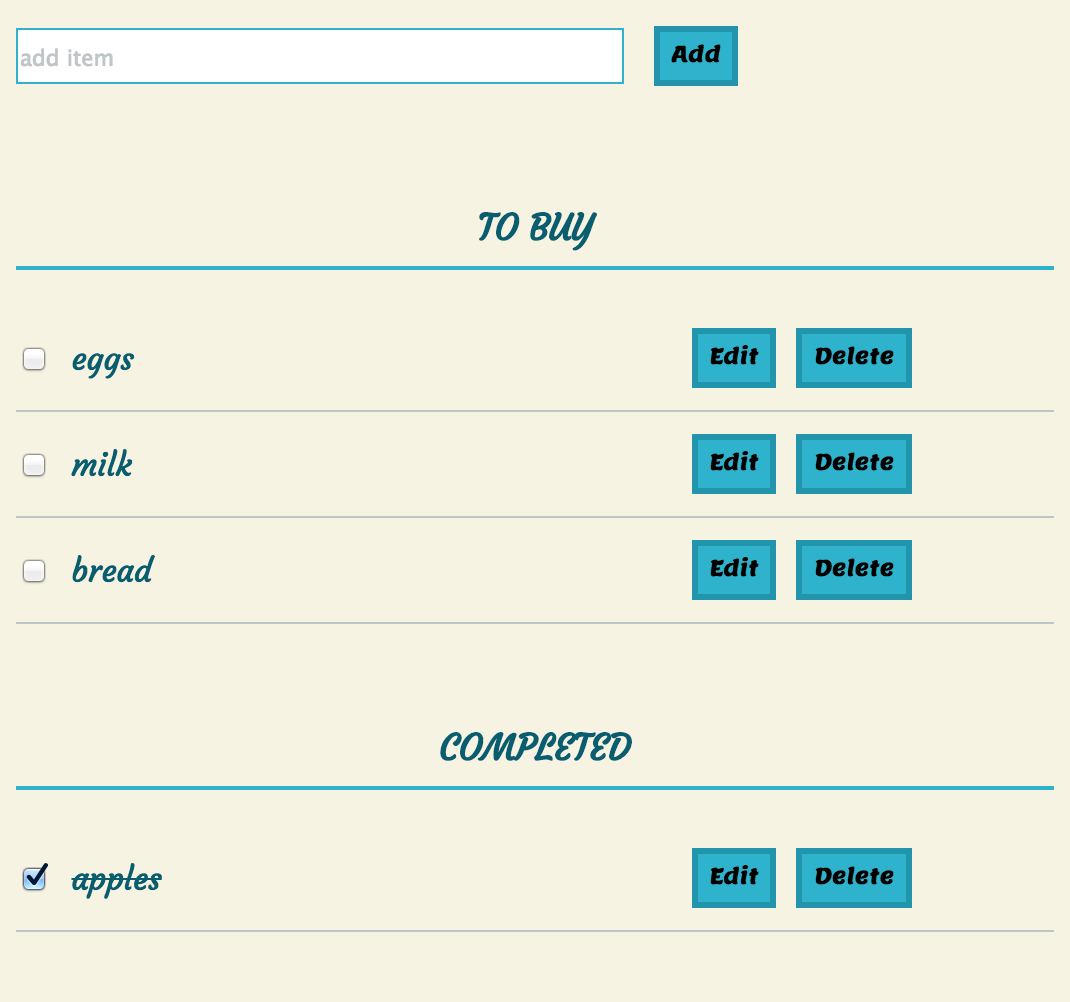 add item Add
TO BUY
eggs Edit Delete
milk Edit Delete
bread Edit Delete
COMPLETED
apples Edit Delete